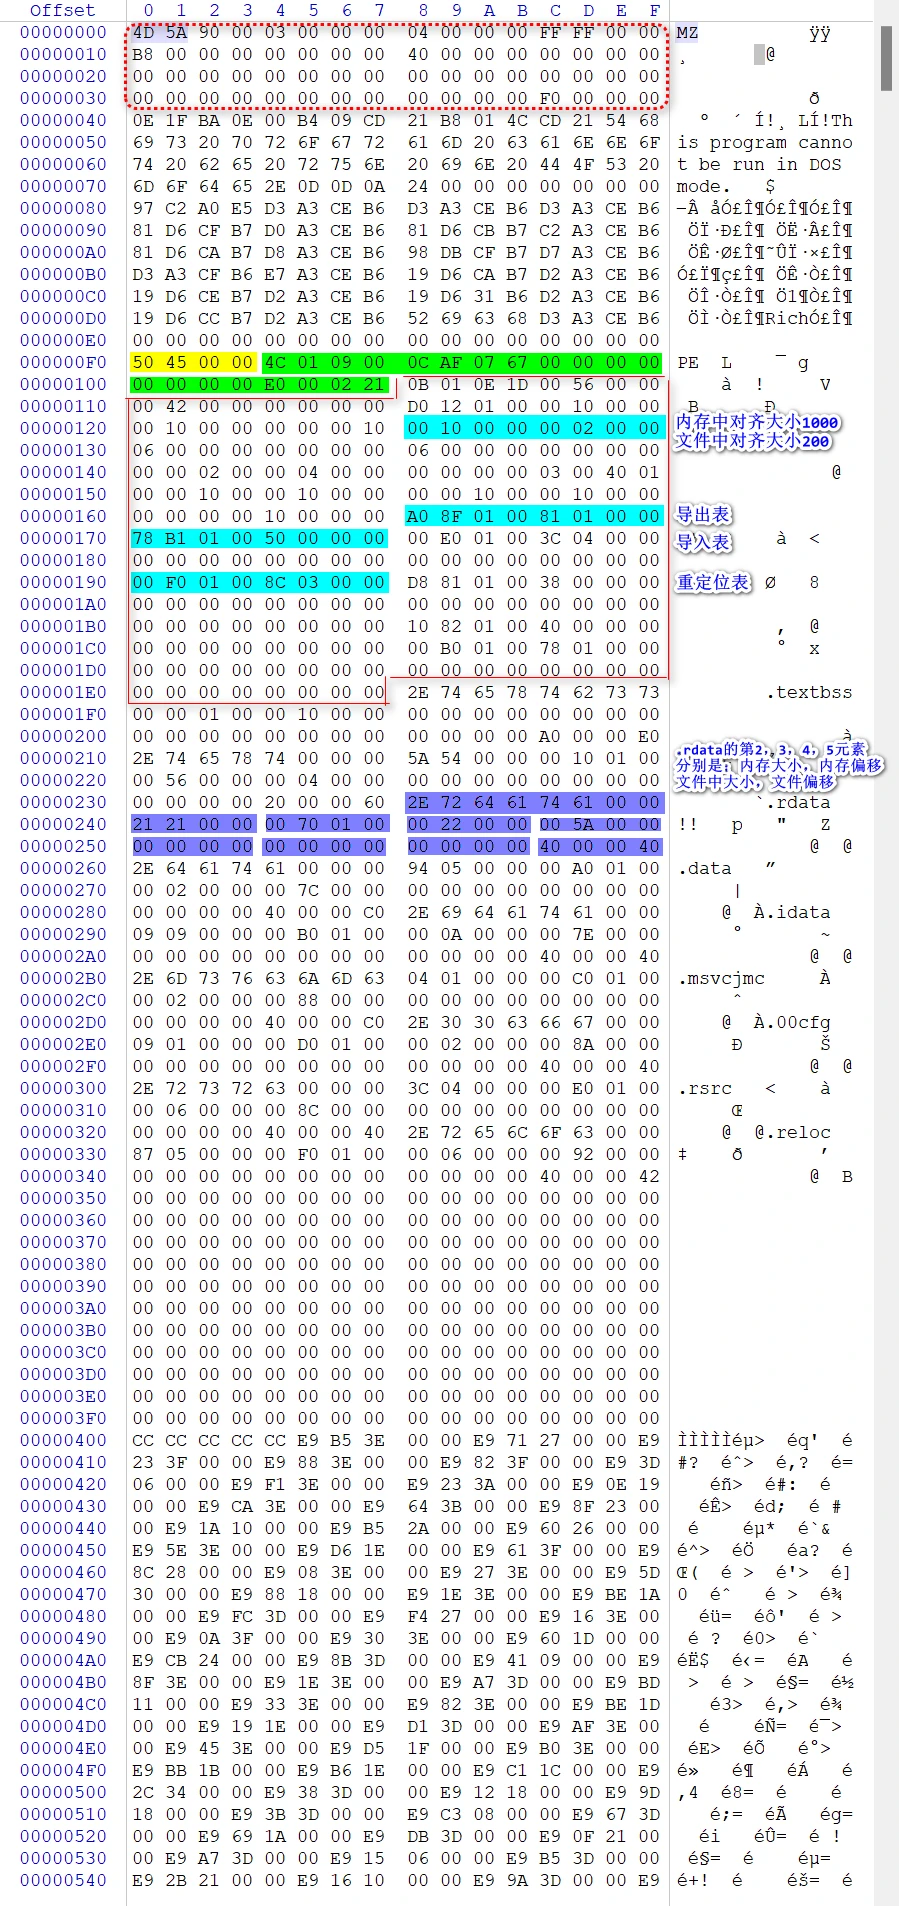 Offset 0 1 2 3 4 5 6 7 8 9 A B C D E F
00000000 4D 5A 90 00 03 00 00 00 04 00 00 00 FF FF 00 00 MZ ÿÿ
00000010 B8 00 00 00 00 00 00 00 40 00 00 00 00 00 00 00 ¸ @
00000020 00 00 00 00 00 00 00 00 00 00 00 00 00 00 00 00
00000030 00 00 00 00 00 00 00 00 00 00 00 00 F0 00 00 00 ð
00000040 0E 1F BA 0E 00 B4 09 CD 21 B8 01 4C CD 21 54 68 º ´ Í!¸ LÍ!Th
00000050 69 73 20 70 72 6F 67 72 61 6D 20 63 61 6E 6E 6F is program canno
00000060 74 20 62 65 20 72 75 6E 20 69 6E 20 44 4F 53 20 t be run in DOS
00000070 6D 6F 64 65 2E 0D 0D 0A 24 00 00 00 00 00 00 00 mode. $
00000080 97 C2 A0 E5 D3 A3 CE B6 D3 A3 CE B6 D3 A3 CE B6 —Â åÓ£Î¶Ó£Î¶Ó£Î¶
00000090 81 D6 CF B7 D0 A3 CE B6 81 D6 CB B7 C2 A3 CE B6 ÖÏ·Ð£Î¶ ÖË·Â£Î¶
000000A0 81 D6 CA B7 D8 A3 CE B6 98 DB CF B7 D7 A3 CE B6 ÖÊ·Ø£Î¶˜ÛÏ·×£Î¶
000000B0 D3 A3 CF B6 E7 A3 CE B6 19 D6 CA B7 D2 A3 CE B6 Ó£Ï¶ç£Î¶ ÖÊ·Ò£Î¶
000000C0 19 D6 CE B7 D2 A3 CE B6 19 D6 31 B6 D2 A3 CE B6 ÖÎ·Ò£Î¶ Ö1¶Ò£Î¶
000000D0 19 D6 CC B7 D2 A3 CE B6 52 69 63 68 D3 A3 CE B6 ÖÌ·Ò£Î¶RichÓ£Î¶
000000E0 00 00 00 00 00 00 00 00 00 00 00 00 00 00 00 00
000000F0 50 45 00 00 4C 01 09 00 0C AF 07 67 00 00 00 00 PE L ¯ g
00000100 00 00 00 00 E0 00 02 21 0B 01 0E 1D 00 56 00 00 à ! V
00000110 00 42 00 00 00 00 00 00 D0 12 01 00 00 10 00 00 B Ð
00000120 00 10 00 00 00 00 00 10 00 10 00 00 00 02 00 00 内存中对齐大小1000
00000130 06 00 00 00 00 00 00 00 06 00 00 00 00 00 00 00 文件中对齐大小200
00000140 00 00 02 00 00 04 00 00 00 00 00 00 03 00 40 01 @
00000150 00 00 10 00 00 10 00 00 00 00 10 00 00 10 00 00
00000160 00 00 00 00 10 00 00 00 A0 8F 01 00 81 01 00 00 导出表
00000170 78 B1 01 00 50 00 00 00 00 E0 01 00 3C 04 00 00 导入表 à <
00000180 00 00 00 00 00 00 00 00 00 00 00 00 00 00 00 00
00000190 00 F0 01 00 8C 03 00 00 D8 81 01 00 38 00 00 00 重定位表 Ø 8
000001A0 00 00 00 00 00 00 00 00 00 00 00 00 00 00 00 00
000001B0 00 00 00 00 00 00 00 00 10 82 01 00 40 00 00 00 ‚ @
000001C0 00 00 00 00 00 00 00 00 00 B0 01 00 78 01 00 00 ° x
000001D0 00 00 00 00 00 00 00 00 00 00 00 00 00 00 00 00
000001E0 00 00 00 00 00 00 00 00 2E 74 65 78 74 62 73 73 .textbss
000001F0 00 00 01 00 00 10 00 00 00 00 00 00 00 00 00 00
00000200 00 00 00 00 00 00 00 00 00 00 00 00 A0 00 00 E0 à
.rdata的第2，3，4，5元素
00000210 2E 74 65 78 74 00 00 00 5A 54 00 00 00 10 01 00 分别是：内存大小，内存偏移
00000220 00 56 00 00 00 04 00 00 00 00 00 00 00 00 00 00 文件中大小，文件偏移
00000230 00 00 00 00 20 00 00 60 2E 72 64 61 74 61 00 00 `.rdata
00000240 21 21 00 00 00 70 01 00 00 22 00 00 00 5A 00 00 !! p " Z
00000250 00 00 00 00 00 00 00 00 00 00 00 00 40 00 00 40 @ @
00000260 2E 64 61 74 61 00 00 00 94 05 00 00 00 A0 01 00 .data ”
00000270 00 02 00 00 00 7C 00 00 00 00 00 00 00 00 00 00 |
00000280 00 00 00 00 40 00 00 C0 2E 69 64 61 74 61 00 00 @ À.idata
00000290 09 09 00 00 00 B0 01 00 00 0A 00 00 00 7E 00 00 ° ~
000002A0 00 00 00 00 00 00 00 00 00 00 00 00 40 00 00 40 @ @
000002B0 2E 6D 73 76 63 6A 6D 63 04 01 00 00 00 C0 01 00 .msvcjmc À
000002C0 00 02 00 00 00 88 00 00 00 00 00 00 00 00 00 00 ˆ
000002D0 00 00 00 00 40 00 00 C0 2E 30 30 63 66 67 00 00 @ À.00cfg
000002E0 09 01 00 00 00 D0 01 00 00 02 00 00 00 8A 00 00 Ð Š
000002F0 00 00 00 00 00 00 00 00 00 00 00 00 40 00 00 40 @ @
00000300 2E 72 73 72 63 00 00 00 3C 04 00 00 00 E0 01 00 .rsrc < à
00000310 00 06 00 00 00 8C 00 00 00 00 00 00 00 00 00 00 Œ
00000320 00 00 00 00 40 00 00 40 2E 72 65 6C 6F 63 00 00 @ @.reloc
00000330 87 05 00 00 00 F0 01 00 00 06 00 00 00 92 00 00 ‡ ð ’
00000340 00 00 00 00 00 00 00 00 00 00 00 00 40 00 00 42 @ B
00000350 00 00 00 00 00 00 00 00 00 00 00 00 00 00 00 00
00000360 00 00 00 00 00 00 00 00 00 00 00 00 00 00 00 00
00000370 00 00 00 00 00 00 00 00 00 00 00 00 00 00 00 00
00000380 00 00 00 00 00 00 00 00 00 00 00 00 00 00 00 00
00000390 00 00 00 00 00 00 00 00 00 00 00 00 00 00 00 00
000003A0 00 00 00 00 00 00 00 00 00 00 00 00 00 00 00 00
000003B0 00 00 00 00 00 00 00 00 00 00 00 00 00 00 00 00
000003C0 00 00 00 00 00 00 00 00 00 00 00 00 00 00 00 00
000003D0 00 00 00 00 00 00 00 00 00 00 00 00 00 00 00 00
000003E0 00 00 00 00 00 00 00 00 00 00 00 00 00 00 00 00
000003F0 00 00 00 00 00 00 00 00 00 00 00 00 00 00 00 00
00000400 CC CC CC CC CC E9 B5 3E 00 00 E9 71 27 00 00 E9 ÌÌÌÌÌéµ> éq' é
00000410 23 3F 00 00 E9 88 3E 00 00 E9 82 3F 00 00 E9 3D #? éˆ> é‚? é=
00000420 06 00 00 E9 F1 3E 00 00 E9 23 3A 00 00 E9 0E 19 éñ> é#: é
00000430 00 00 E9 CA 3E 00 00 E9 64 3B 00 00 E9 8F 23 00 éÊ> éd; é #
00000440 00 E9 1A 10 00 00 E9 B5 2A 00 00 E9 60 26 00 00 é éµ* é`&
00000450 E9 5E 3E 00 00 E9 D6 1E 00 00 E9 61 3F 00 00 E9 é^> éÖ éa? é
00000460 8C 28 00 00 E9 08 3E 00 00 E9 27 3E 00 00 E9 5D Œ( é > é'> é]
00000470 30 00 00 E9 88 18 00 00 E9 1E 3E 00 00 E9 BE 1A 0 éˆ é > é¾
00000480 00 00 E9 FC 3D 00 00 E9 F4 27 00 00 E9 16 3E 00 éü= éô' é >
00000490 00 E9 0A 3F 00 00 E9 30 3E 00 00 E9 60 1D 00 00 é ? é0> é`
000004A0 E9 CB 24 00 00 E9 8B 3D 00 00 E9 41 09 00 00 E9 éË$ é‹= éA é
000004B0 8F 3E 00 00 E9 1E 3E 00 00 E9 A7 3D 00 00 E9 BD > é > é§= é½
000004C0 11 00 00 E9 33 3E 00 00 E9 82 3E 00 00 E9 BE 1D é3> é‚> é¾
000004D0 00 00 E9 19 1E 00 00 E9 D1 3D 00 00 E9 AF 3E 00 é éÑ= é¯>
000004E0 00 E9 45 3E 00 00 E9 D5 1F 00 00 E9 B0 3E 00 00 éE> éÕ é°>
000004F0 E9 BB 1B 00 00 E9 B6 1E 00 00 E9 C1 1C 00 00 E9 é» é¶ éÁ é
00000500 2C 34 00 00 E9 38 3D 00 00 E9 12 18 00 00 E9 9D ,4 é8= é é
00000510 18 00 00 E9 3B 3D 00 00 E9 C3 08 00 00 E9 67 3D é;= éÃ ég=
00000520 00 00 E9 69 1A 00 00 E9 DB 3D 00 00 E9 0F 21 00 éi éÛ= é !
00000530 00 E9 A7 3D 00 00 E9 15 06 00 00 E9 B5 3D 00 00 é§= é éµ=
00000540 E9 2B 21 00 00 E9 16 10 00 00 E9 9A 3D 00 00 E9 é+! é éš= é